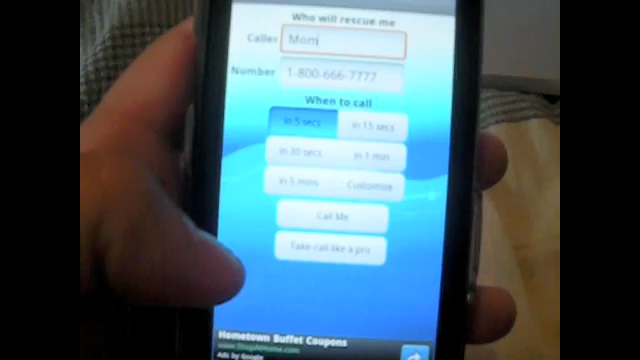 Who will rescue me
Caller Mom
Number 1-800-666-7777
When to call
in 5 secs in 15 secs
in 30 secs in 1 min
in 5 mins Customize
Call Me
Take call like a pro
Hometown Buffet Coupons
www.ShopAtHome.com
Ads by Google